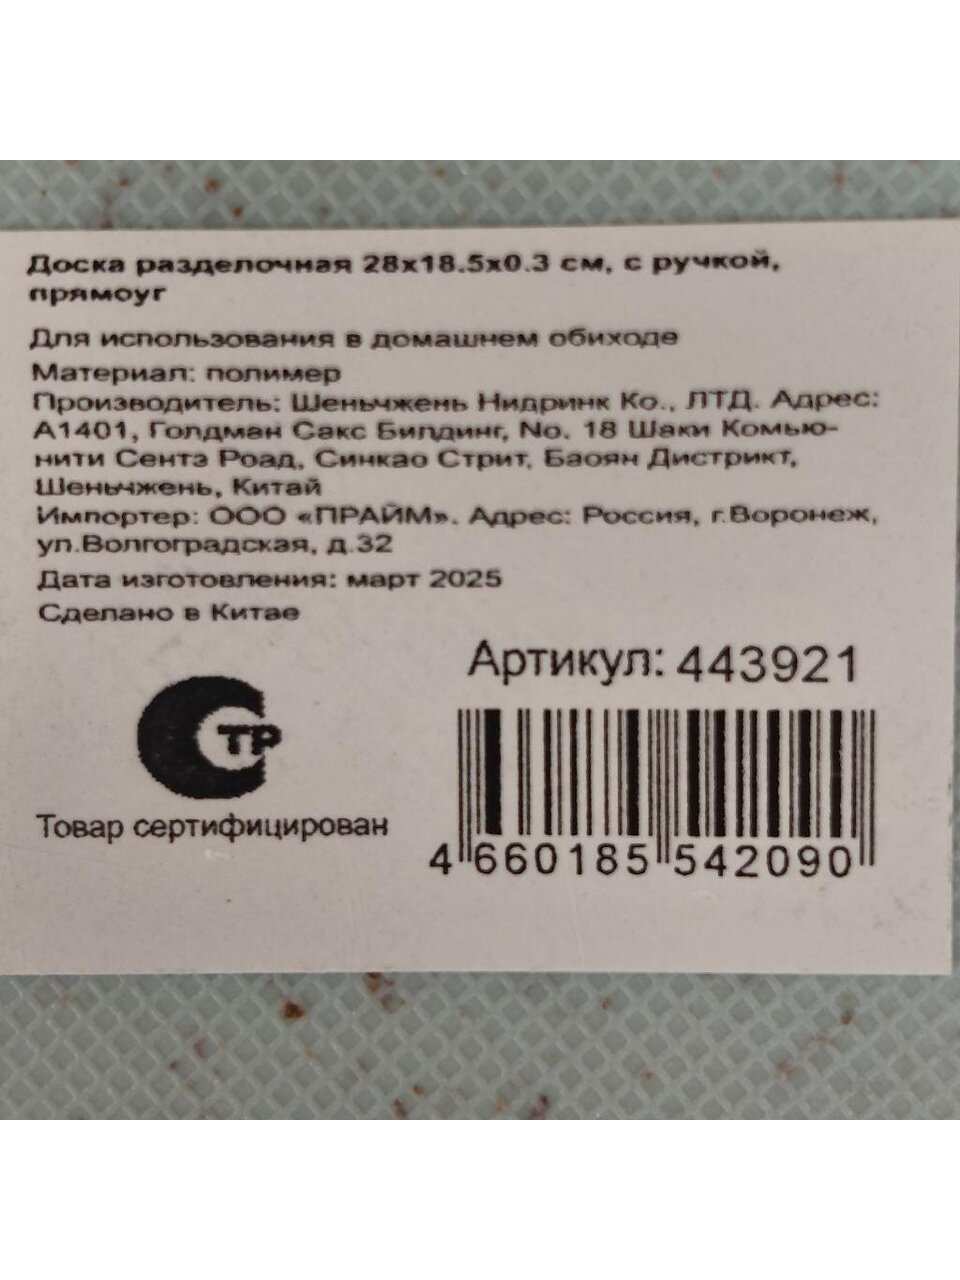 Доска разделочная 28х18.5х0.3 см, с ручкой,
прямоуг
Для использования в домашнем обиходе
Материал: полимер
Производитель: Шеньчжень Нидринк Ко., ЛТД. Адрес:
А1401, Голдман Сакс Билдинг, No. 18 Шаки Комью-
нити Сентэ Роад, Синкао Стрит, Баоян Дистрикт,
Шеньчжень, Китай
Импортер: ООО «ПРАЙМ». Адрес: Россия, г.Воронеж,
ул.Волгоградская, д.32
Дата изготовления: март 2025
Сделано в Китае
Артикул: 443921
ТР
Товар сертифицирован
4 660185 542090